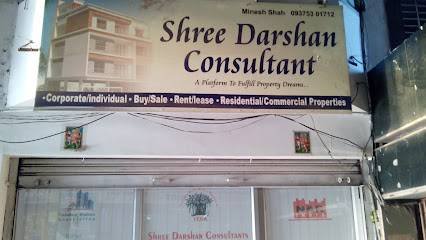 Minesh Shah 093753 01712
Shree Darshan
Consultant
A Platform To Fulfill Property Dreams...
•Corporate/individual • Buy/Sale • Rent/lease • Residential/Commercial Properties
SHREE DARSHAN CONSULTANTS